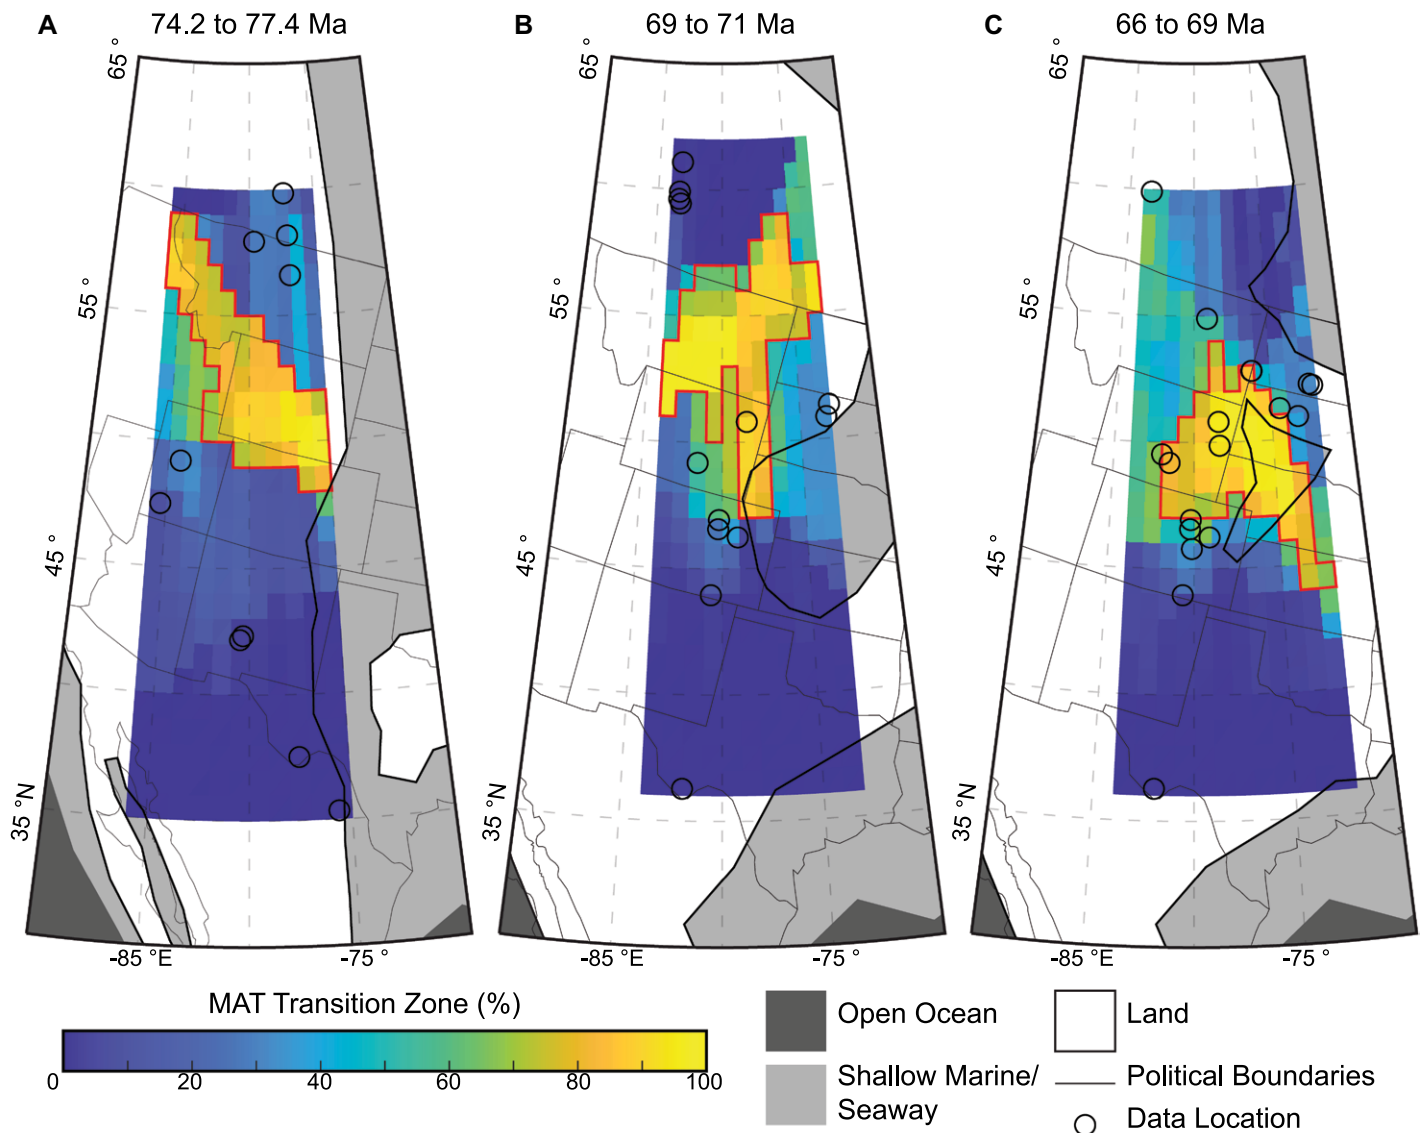 A 74.2 to 77.4 Ma
B 69 to 71 Ma
C 66 to 69 Ma
65 °
55 °
45 °
35 °N
-85 °E
-75 °
65 °
55 °
45 °
35 °N
-85 °E
-75 °
65 °
55 °
45 °
35 °N
-85 °E
-75 °
MAT Transition Zone (%)
0 20 40 60 80 100
Open Ocean
Shallow Marine/
Seaway
Land
Political Boundaries
Data Location